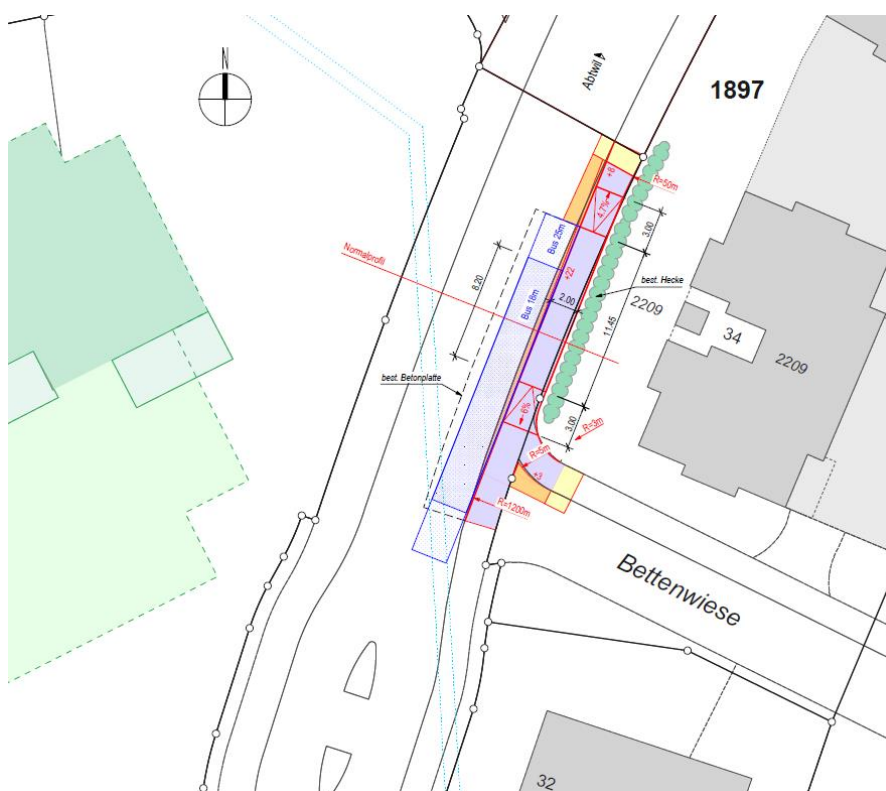 N
Abtwil
1897
+8
R=50m
4.7%
3.00
Bus 25m
Normalprofil
+22
best. Hecke
8.20
Bus 18m
2.00
2209
11.45
34
2209
best. Betonplatte
6%
3.00
R=3m
R=5m
+3
R=1200m
Bettenwiese
32